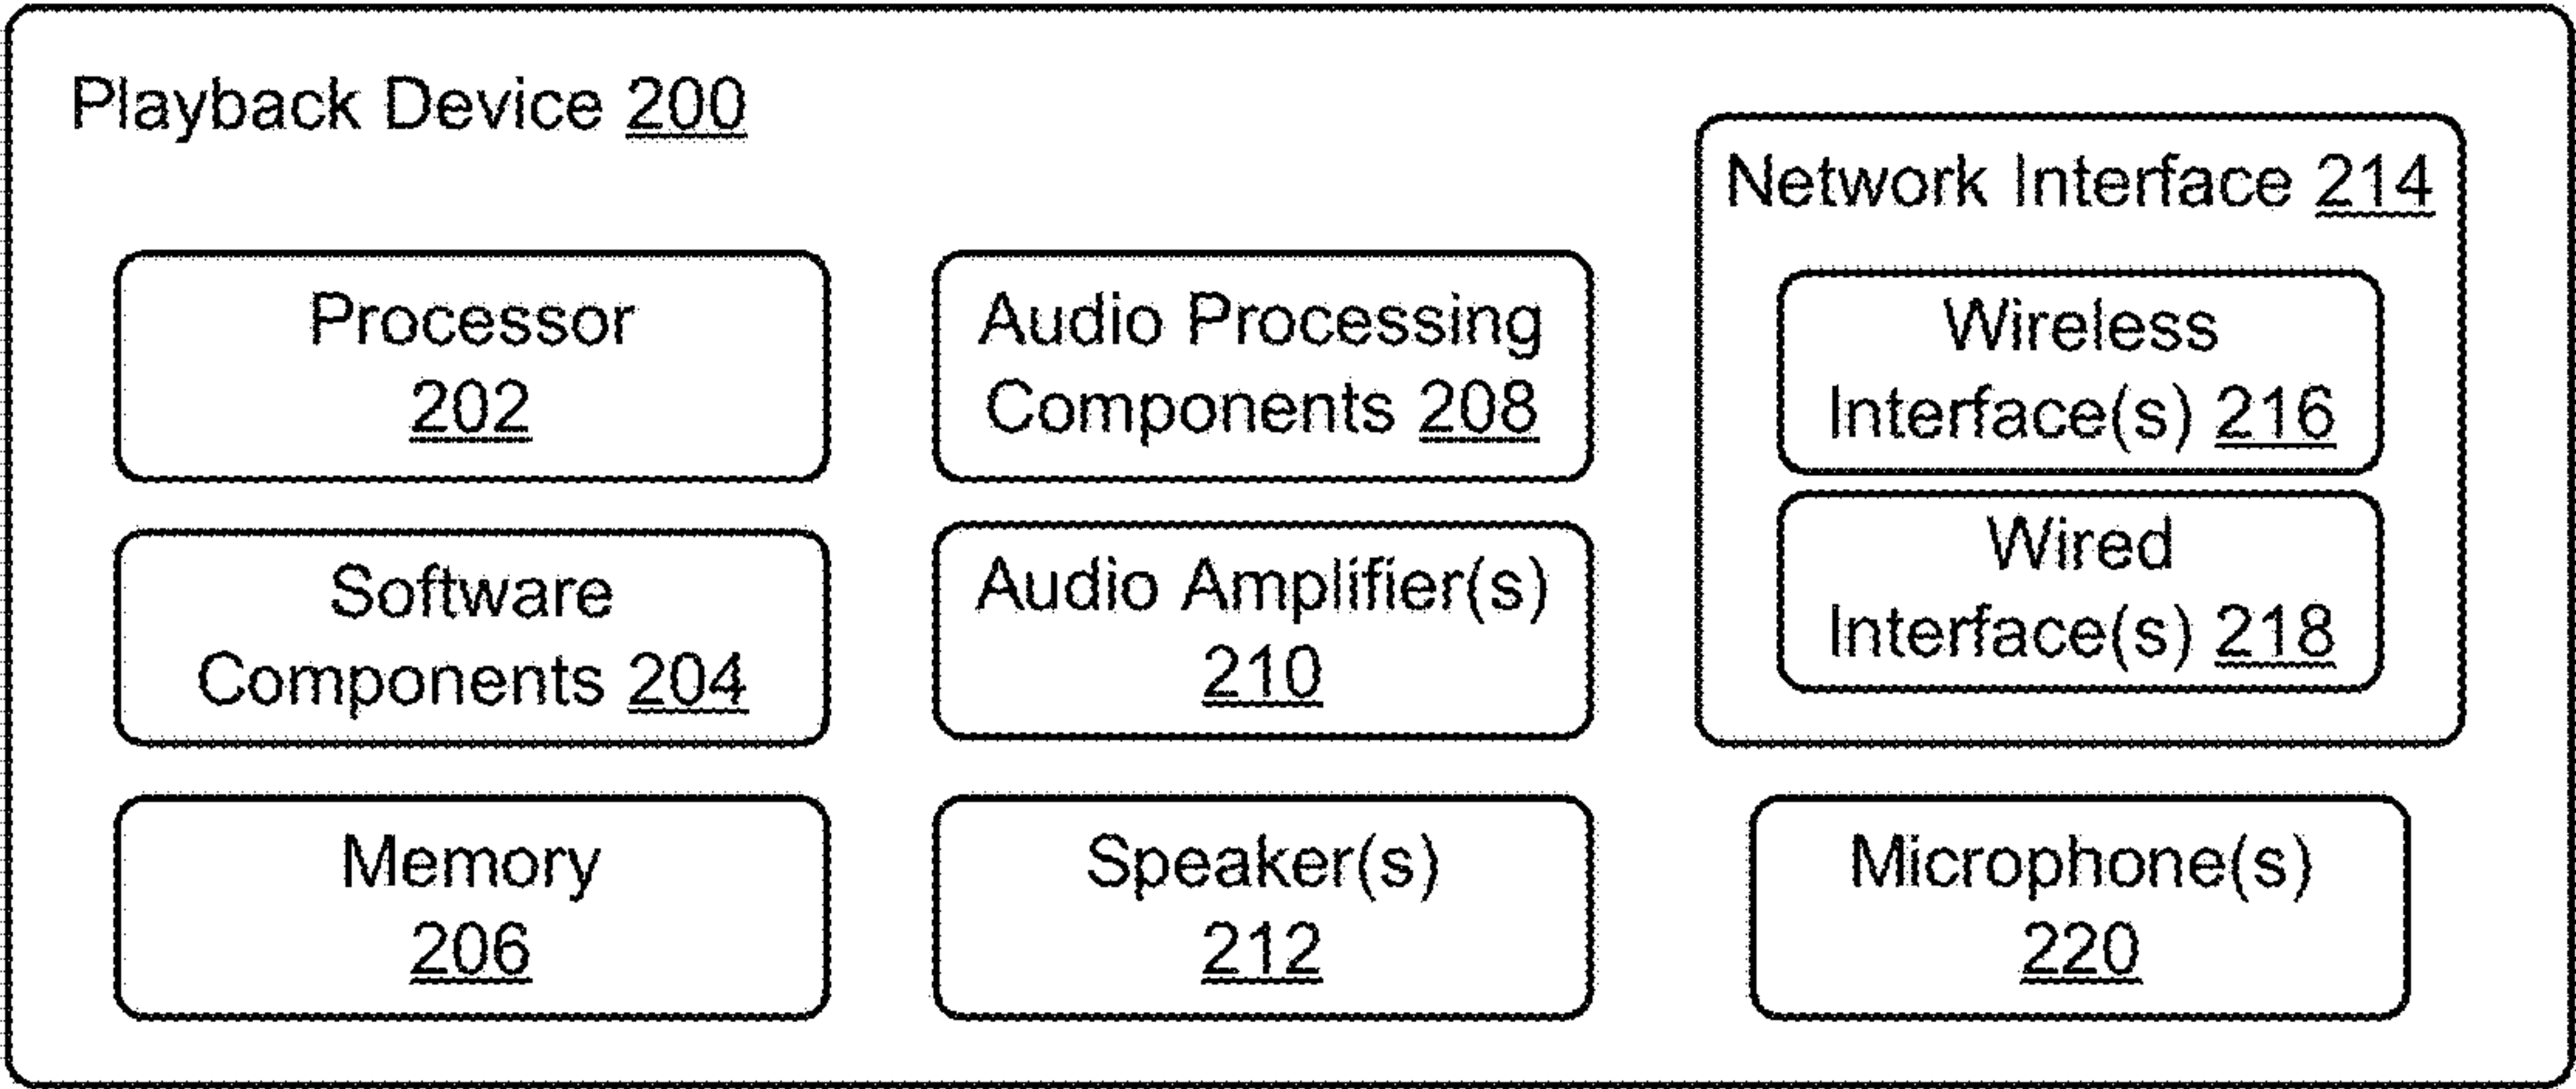 Playback Device 200
Processor
202
Software
Components 204
Memory
206
Audio Processing
Components 208
Audio Amplifier(s)
210
Speaker(s)
212
Network Interface 214
Wireless
Interface(s) 216
Wired
Interface(s) 218
Microphone(s)
220